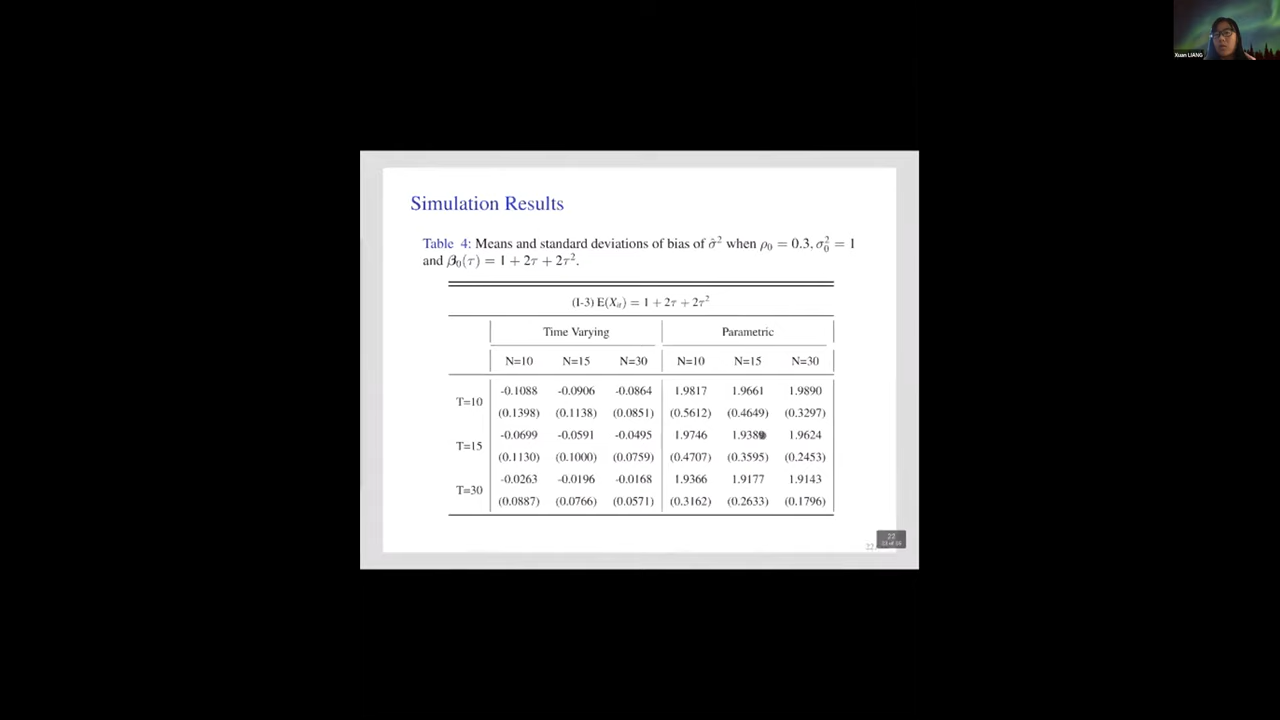 Xuan LIANG
Simulation Results
Table 4: Means and standard deviations of bias of σ̂² when ρ₀ = 0.3, σ₀² = 1
and β₀(τ) = 1 + 2τ + 2τ².
(I-3) E(Xᵢₜ) = 1 + 2τ + 2τ²
Time Varying Parametric
N=10 N=15 N=30 N=10 N=15 N=30
-0.1088 -0.0906 -0.0864 1.9817 1.9661 1.9890
T=10
(0.1398) (0.1138) (0.0851) (0.5612) (0.4649) (0.3297)
-0.0699 -0.0591 -0.0495 1.9746 1.9624
T=15
(0.1130) (0.1000) (0.0759) (0.4707) (0.3595) (0.2453)
-0.0263 -0.0196 -0.0168 1.9366 1.9177 1.9143
T=30
(0.0887) (0.0766) (0.0571) (0.3162) (0.2633) (0.1796)
22